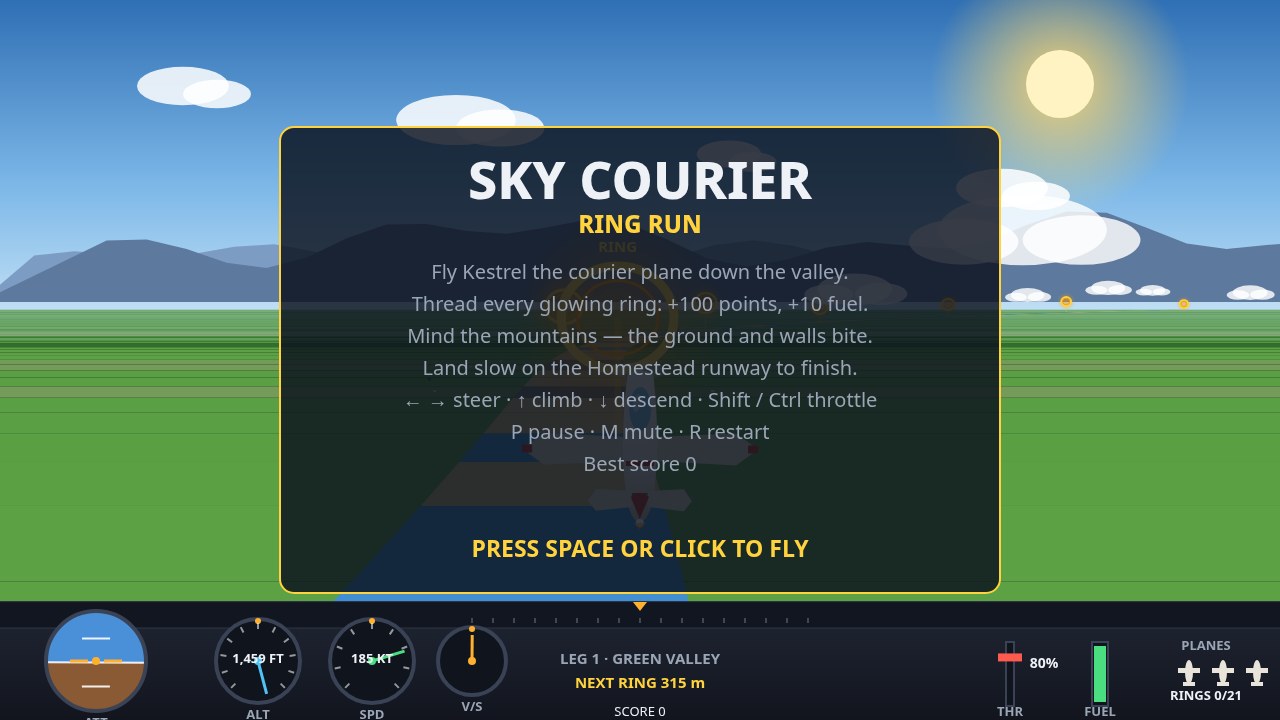 SKY COURIER
RING RUN
RING
Fly Kestrel the courier plane down the valley.
Thread every glowing ring: +100 points, +10 fuel.
Mind the mountains — the ground and walls bite.
Land slow on the Homestead runway to finish.
← → steer · ↑ climb · ↓ descend · Shift / Ctrl throttle
P pause · M mute · R restart
Best score 0
PRESS SPACE OR CLICK TO FLY
1,459 FT
185 KT
LEG 1 · GREEN VALLEY
NEXT RING 315 m
SCORE 0
80%
PLANES
RINGS 0/21
ATT
ALT
SPD
V/S
THR
FUEL